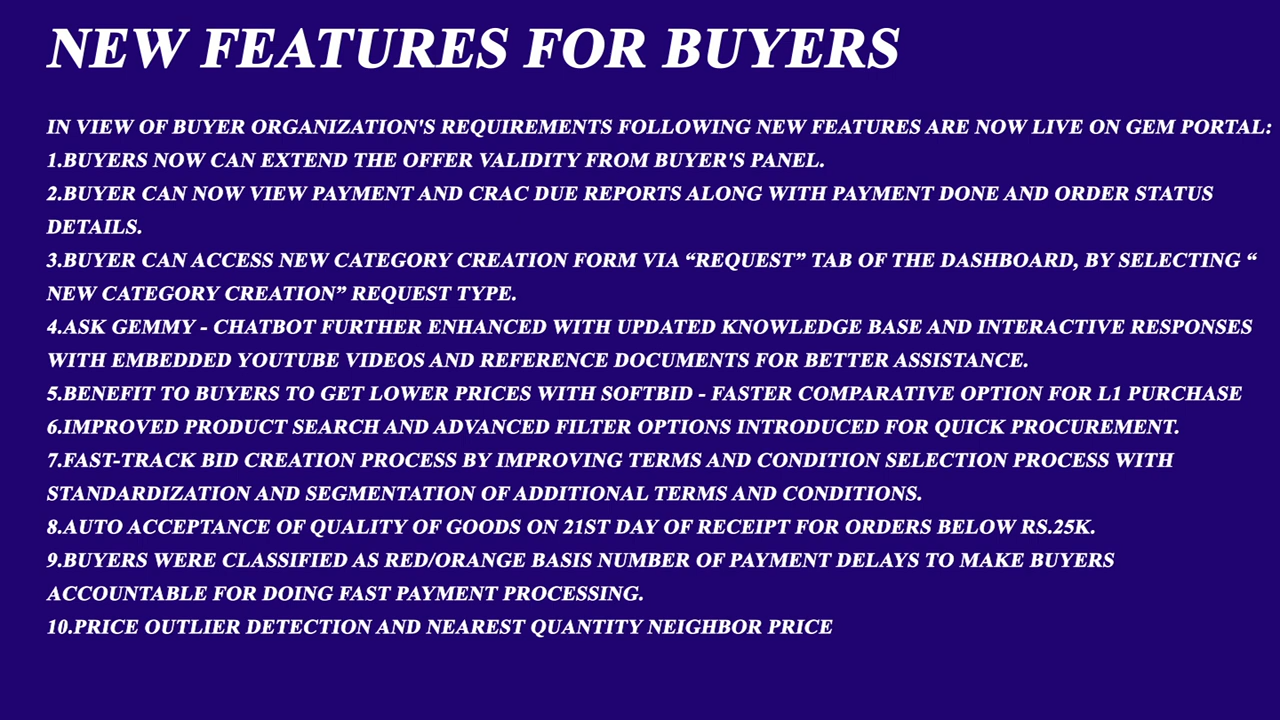 NEW FEATURES FOR BUYERS
IN VIEW OF BUYER ORGANIZATION'S REQUIREMENTS FOLLOWING NEW FEATURES ARE NOW LIVE ON GEM PORTAL:
1.BUYERS NOW CAN EXTEND THE OFFER VALIDITY FROM BUYER'S PANEL.
2.BUYER CAN NOW VIEW PAYMENT AND CRAC DUE REPORTS ALONG WITH PAYMENT DONE AND ORDER STATUS
DETAILS.
3.BUYER CAN ACCESS NEW CATEGORY CREATION FORM VIA “REQUEST” TAB OF THE DASHBOARD, BY SELECTING “
NEW CATEGORY CREATION” REQUEST TYPE.
4.ASK GEMMY - CHATBOT FURTHER ENHANCED WITH UPDATED KNOWLEDGE BASE AND INTERACTIVE RESPONSES
WITH EMBEDDED YOUTUBE VIDEOS AND REFERENCE DOCUMENTS FOR BETTER ASSISTANCE.
5.BENEFIT TO BUYERS TO GET LOWER PRICES WITH SOFTBID - FASTER COMPARATIVE OPTION FOR L1 PURCHASE
6.IMPROVED PRODUCT SEARCH AND ADVANCED FILTER OPTIONS INTRODUCED FOR QUICK PROCUREMENT.
7.FAST-TRACK BID CREATION PROCESS BY IMPROVING TERMS AND CONDITION SELECTION PROCESS WITH
STANDARDIZATION AND SEGMENTATION OF ADDITIONAL TERMS AND CONDITIONS.
8.AUTO ACCEPTANCE OF QUALITY OF GOODS ON 21ST DAY OF RECEIPT FOR ORDERS BELOW RS.25K.
9.BUYERS WERE CLASSIFIED AS RED/ORANGE BASIS NUMBER OF PAYMENT DELAYS TO MAKE BUYERS
ACCOUNTABLE FOR DOING FAST PAYMENT PROCESSING.
10.PRICE OUTLIER DETECTION AND NEAREST QUANTITY NEIGHBOR PRICE